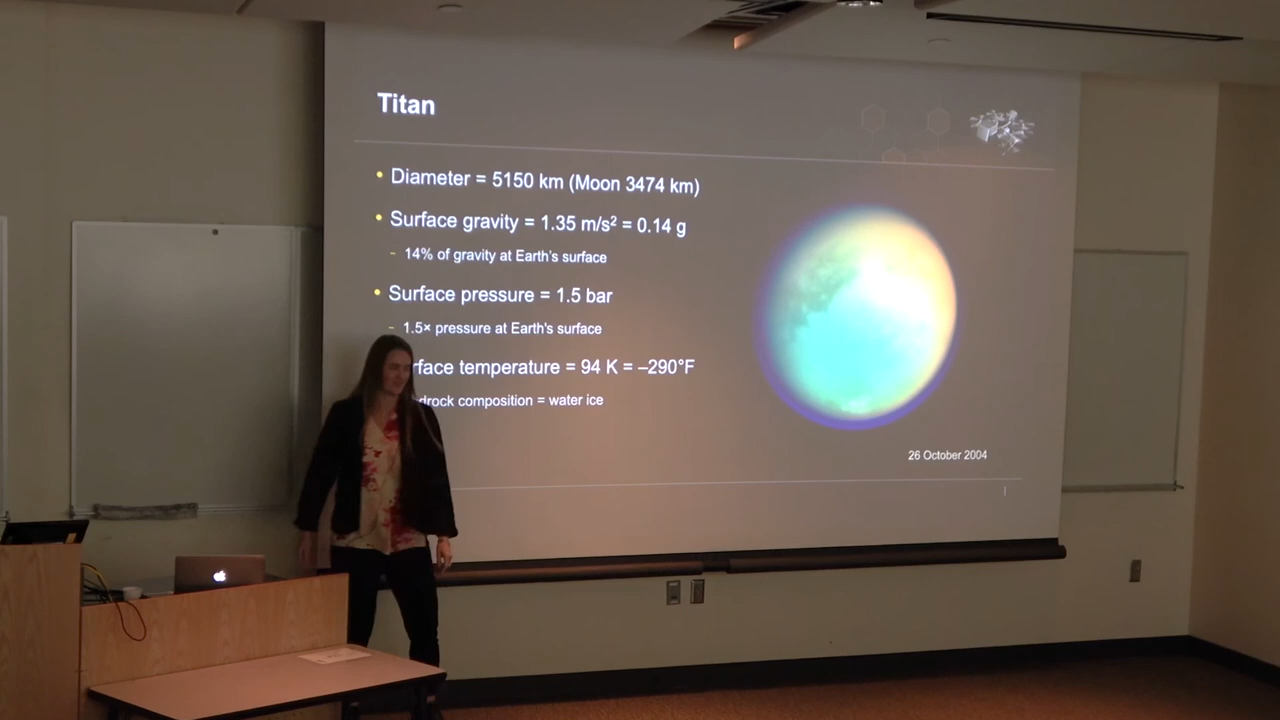 Titan
• Diameter = 5150 km (Moon 3474 km)
• Surface gravity = 1.35 m/s² = 0.14 g
- 14% of gravity at Earth's surface
• Surface pressure = 1.5 bar
- 1.5× pressure at Earth's surface
rface temperature = 94 K = –290°F
drock composition = water ice
26 October 2004